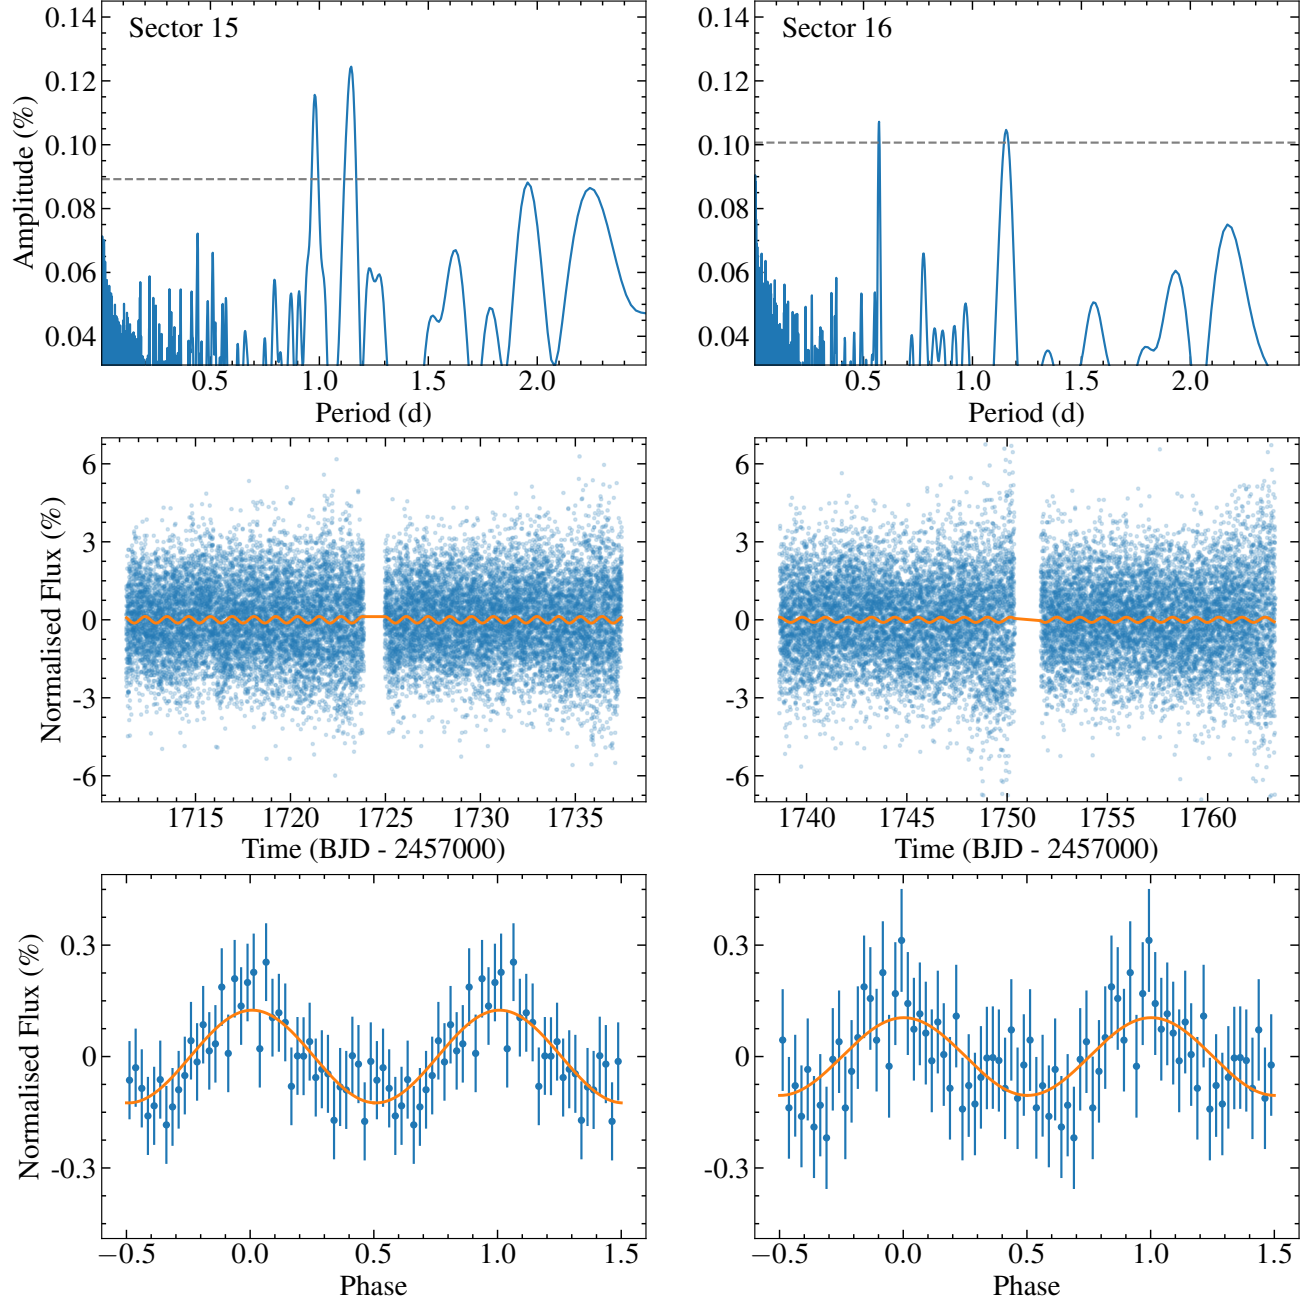 Sector 15
Amplitude (%)
0.14
0.12
0.10
0.08
0.06
0.04
0.5 1.0 1.5 2.0
Period (d)
Sector 16
0.14
0.12
0.10
0.08
0.06
0.04
0.5 1.0 1.5 2.0
Period (d)
Normalised Flux (%)
6
3
0
-3
-6
1715 1720 1725 1730 1735
Time (BJD - 2457000)
6
3
0
-3
-6
1740 1745 1750 1755 1760
Time (BJD - 2457000)
Normalised Flux (%)
0.3
0
-0.3
−0.5 0.0 0.5 1.0 1.5
Phase
0.3
0
-0.3
−0.5 0.0 0.5 1.0 1.5
Phase